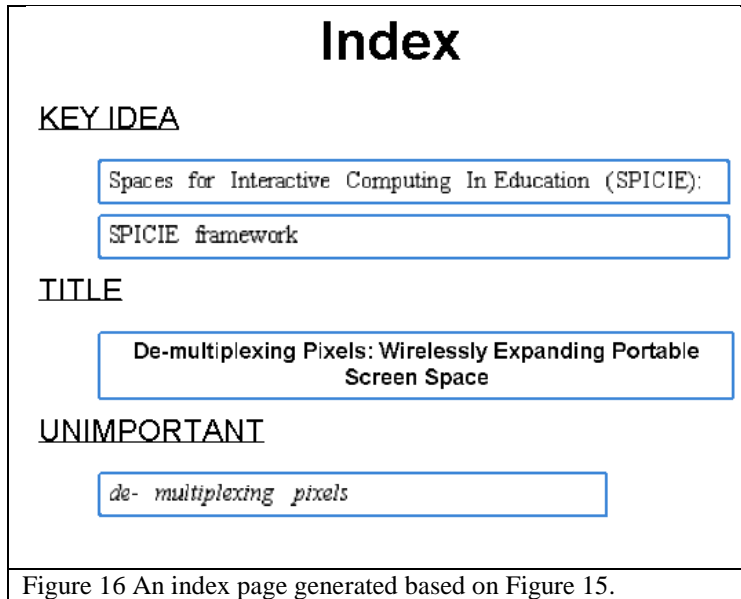 Index
KEY IDEA
Spaces for Interactive Computing In Education (SPICIE):
SPICIE framework
TITLE
De-multiplexing Pixels: Wirelessly Expanding Portable
Screen Space
UNIMPORTANT
de- multiplexing pixels
Figure 16 An index page generated based on Figure 15.